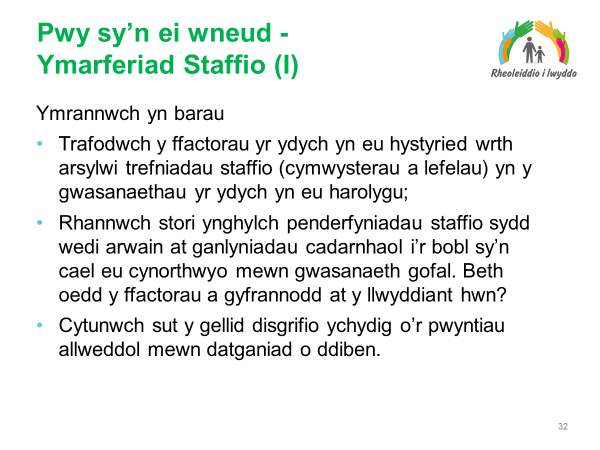 Pwy sy’n ei wneud -
Ymarferiad Staffio (I)
Rheoleiddio i lwyddo
Ymrannwch yn barau
• Trafodwch y ffactorau yr ydych yn eu hystyried wrth
arsylwi trefniadau staffio (cymwysterau a lefelau) yn y
gwasanaethau yr ydych yn eu harolygu;
• Rhannwch stori ynghylch penderfyniadau staffio sydd
wedi arwain at ganlyniadau cadarnhaol i’r bobl sy’n
cael eu cynorthwyo mewn gwasanaeth gofal. Beth
oedd y ffactorau a gyfrannodd at y llwyddiant hwn?
• Cytunwch sut y gellid disgrifio ychydig o’r pwyntiau
allweddol mewn datganiad o ddiben.
32